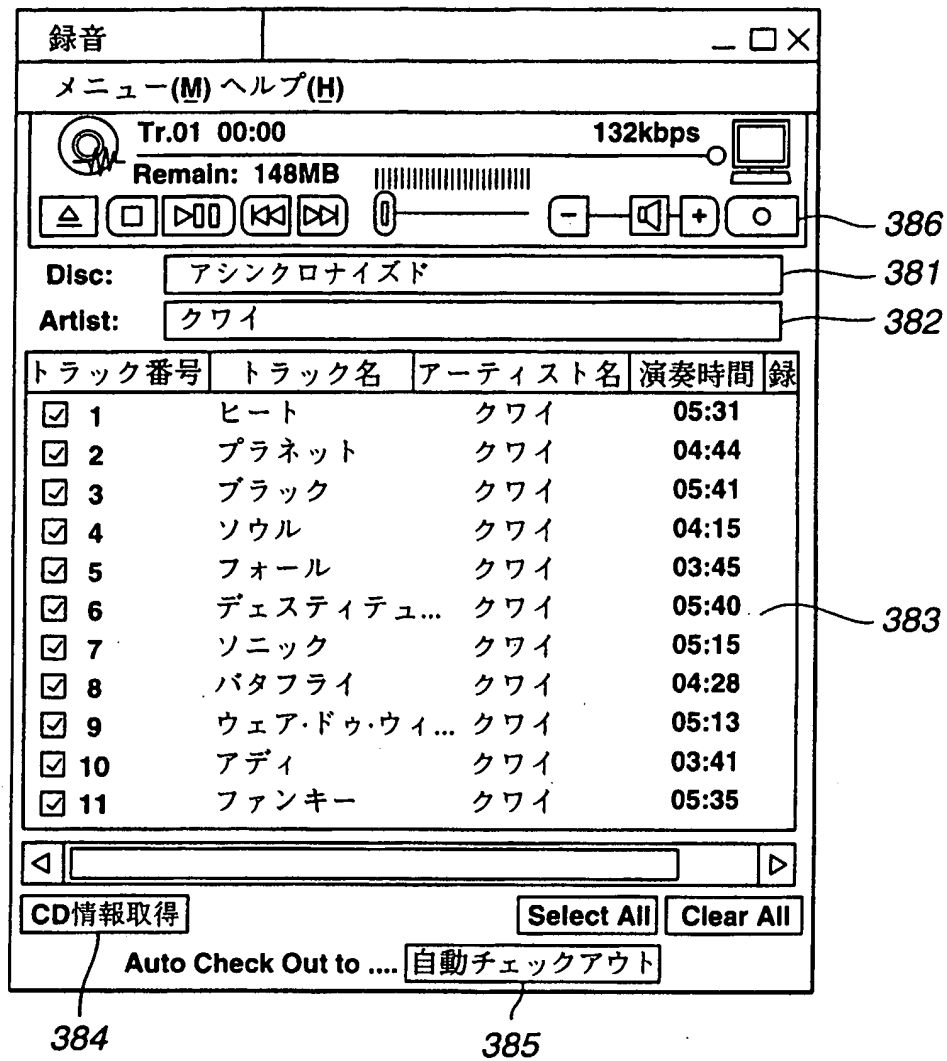 録音
メニュー(M) ヘルプ(H)
Tr.01 00:00 132kbps
Remain: 148MB
386
Disc: アシンクロナイズド 381
Artist: クワイ 382
トラック番号 トラック名 アーティスト名 演奏時間 録
1 ヒート クワイ 05:31
2 プラネット クワイ 04:44
3 ブラック クワイ 05:41
4 ソウル クワイ 04:15
5 フォール クワイ 03:45
6 デェスティテュ... クワイ 05:40
383
7 ソニック クワイ 05:15
8 バタフライ クワイ 04:28
9 ウェア·ドゥ·ウィ... クワイ 05:13
10 アディ クワイ 03:41
11 ファンキー クワイ 05:35
CD情報取得 Select All Clear All
Auto Check Out to .... 自動チェックアウト
384 385